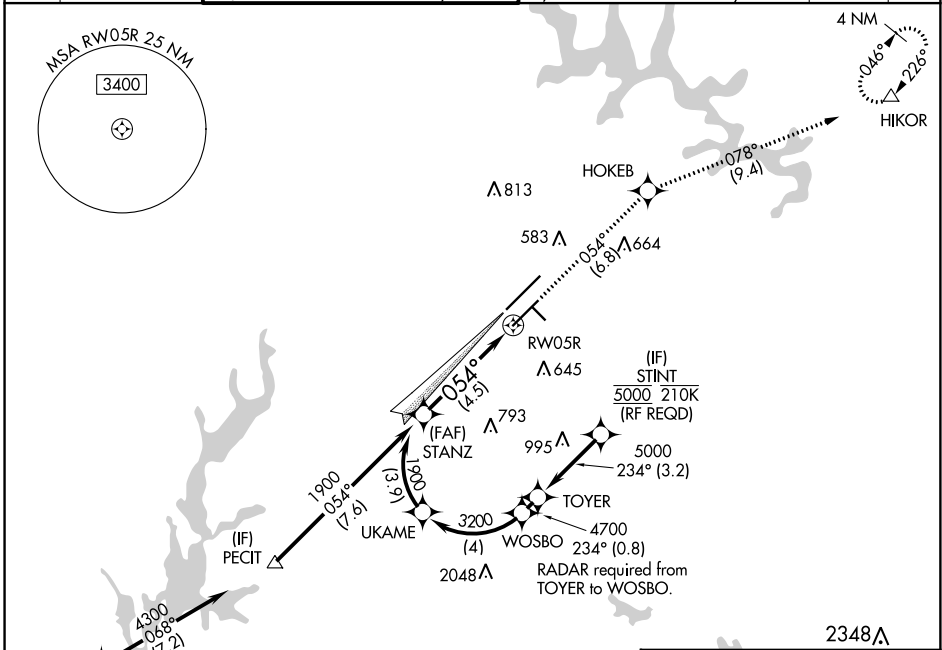 MSA RW05R 25 NM
3400
4 NM
046°
226°
HIKOR
078°
(9.4)
HOKEB
813
583
664
054°
(6.8)
RW05R
054°
(4.5)
645
(IF)
STINT
5000 210K
(RF REQD)
793
(FAF)
STANZ
995
5000
234° (3.2)
1900
(3.9)
1900
054°
(7.6)
TOYER
UKAME
3200
(4)
WOSBO
4700
234° (0.8)
(IF)
PECIT
2048
RADAR required from
TOYER to WOSBO.
4300
068°
(7.2)
2348